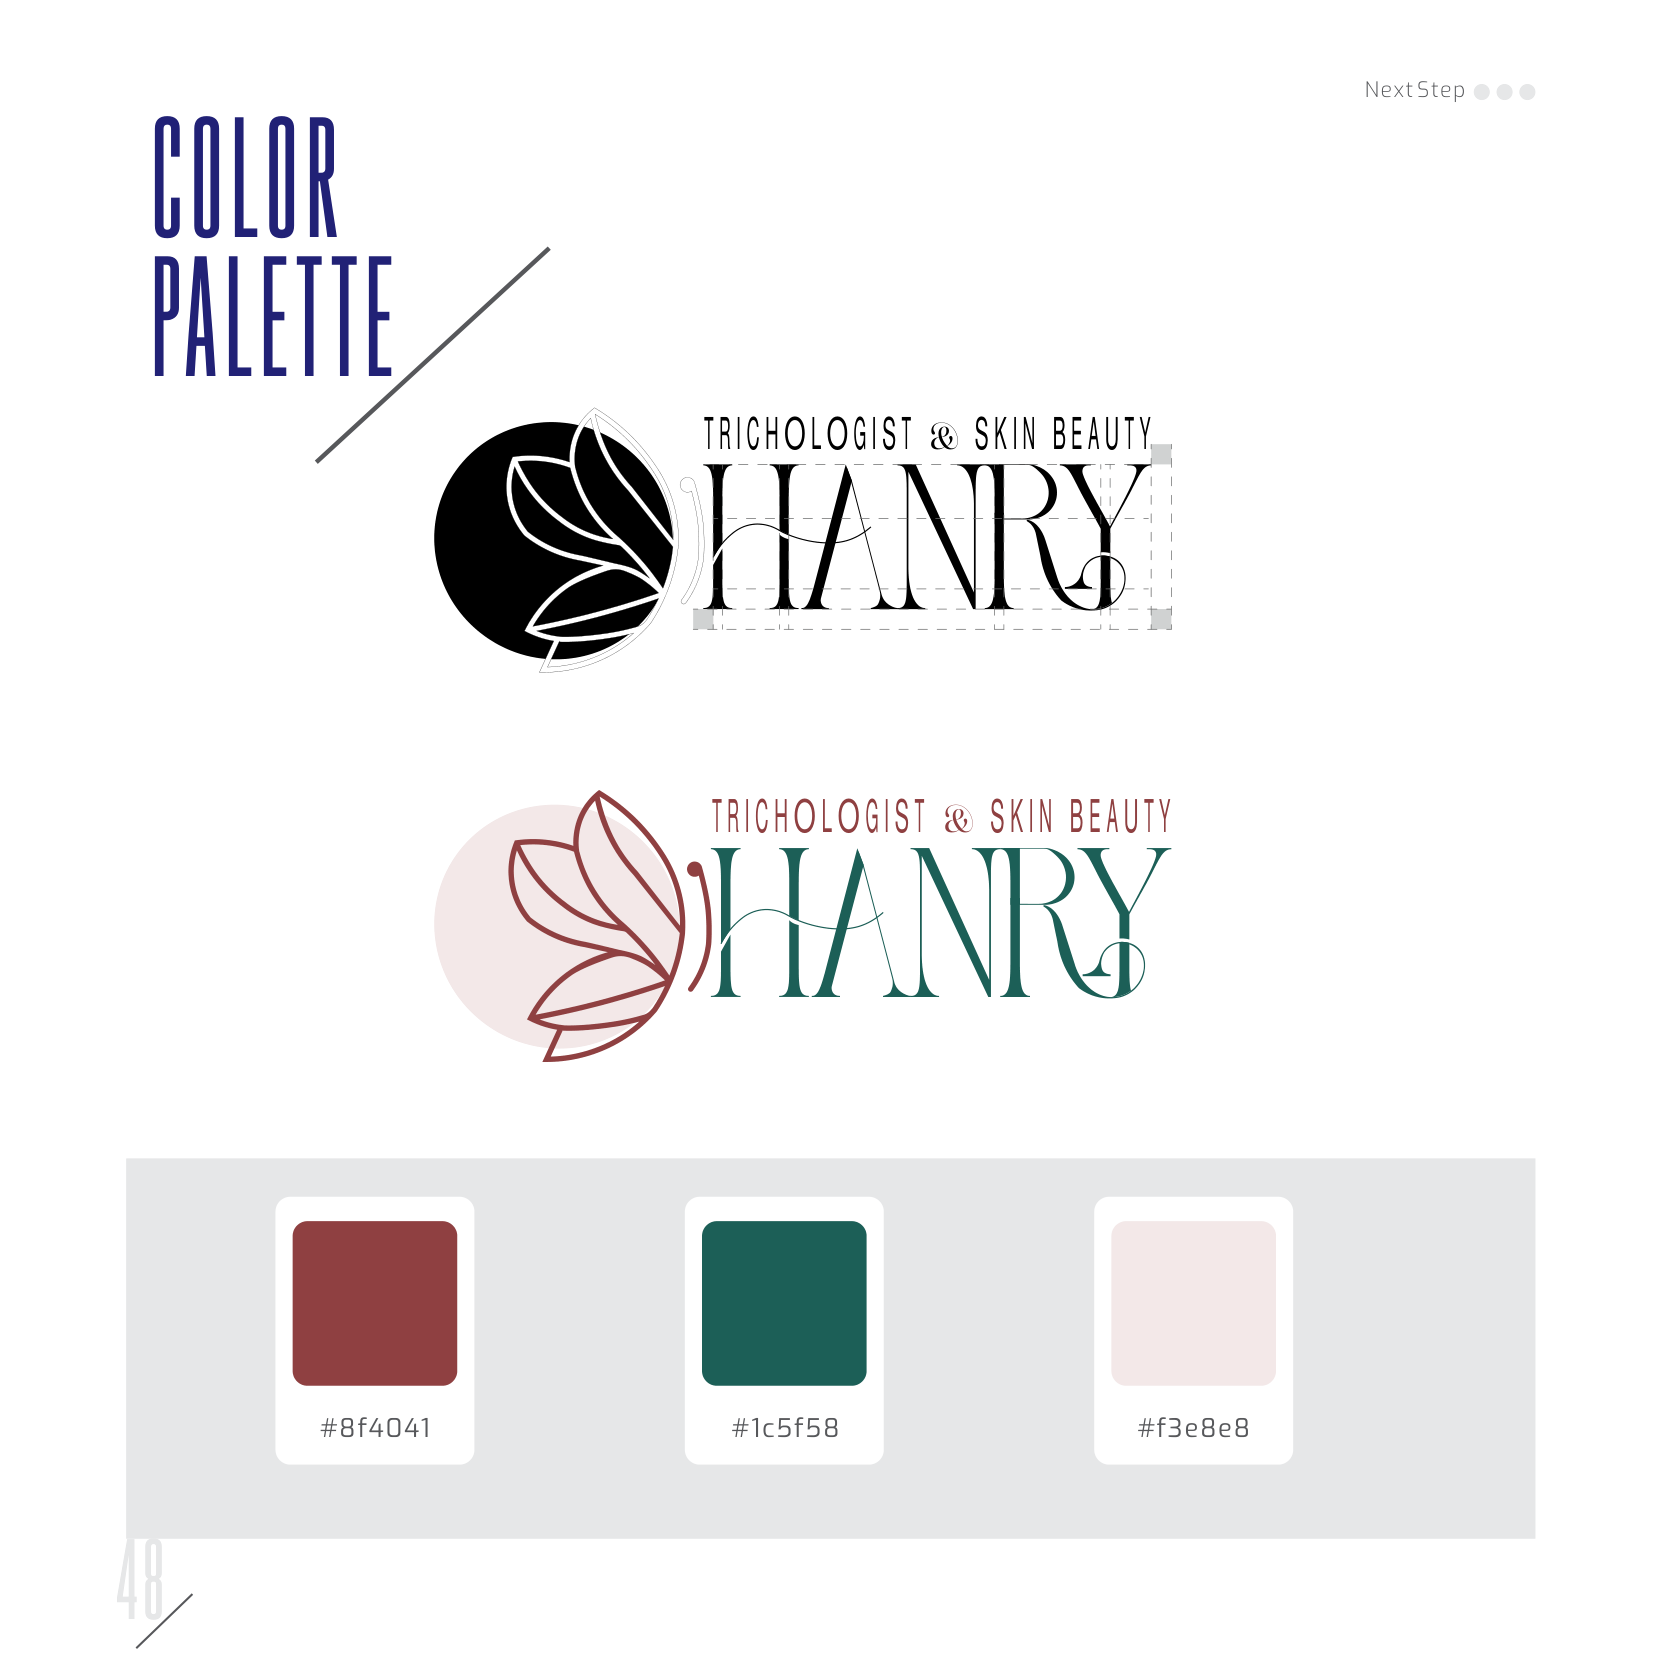 Next Step
COLOR
PALETTE
TRICHOLOGIST & SKIN BEAUTY
HANRY
TRICHOLOGIST & SKIN BEAUTY
HANRY
#8f4041
#1c5f58
#f3e8e8
48